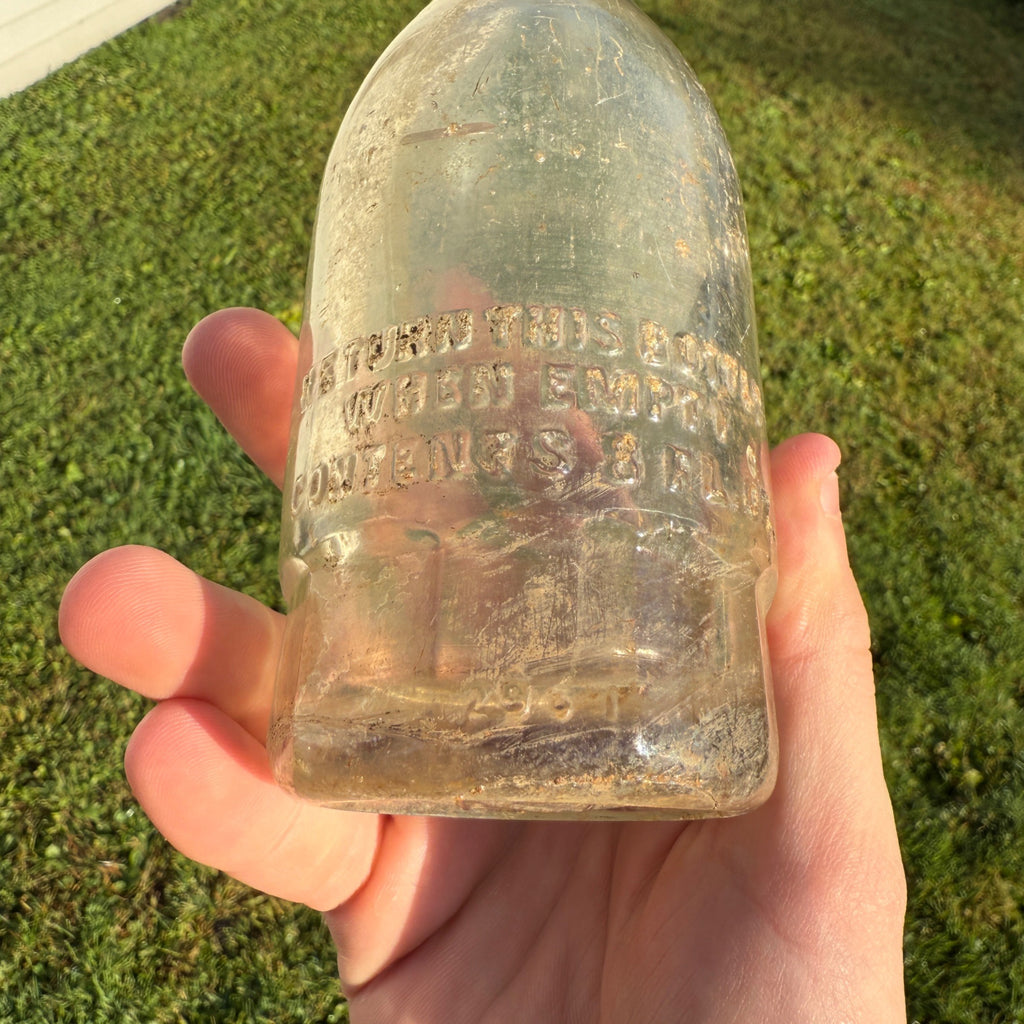 RETURN THIS BOTTLE
WHEN EMPTY
CONTENTS 8 FL.